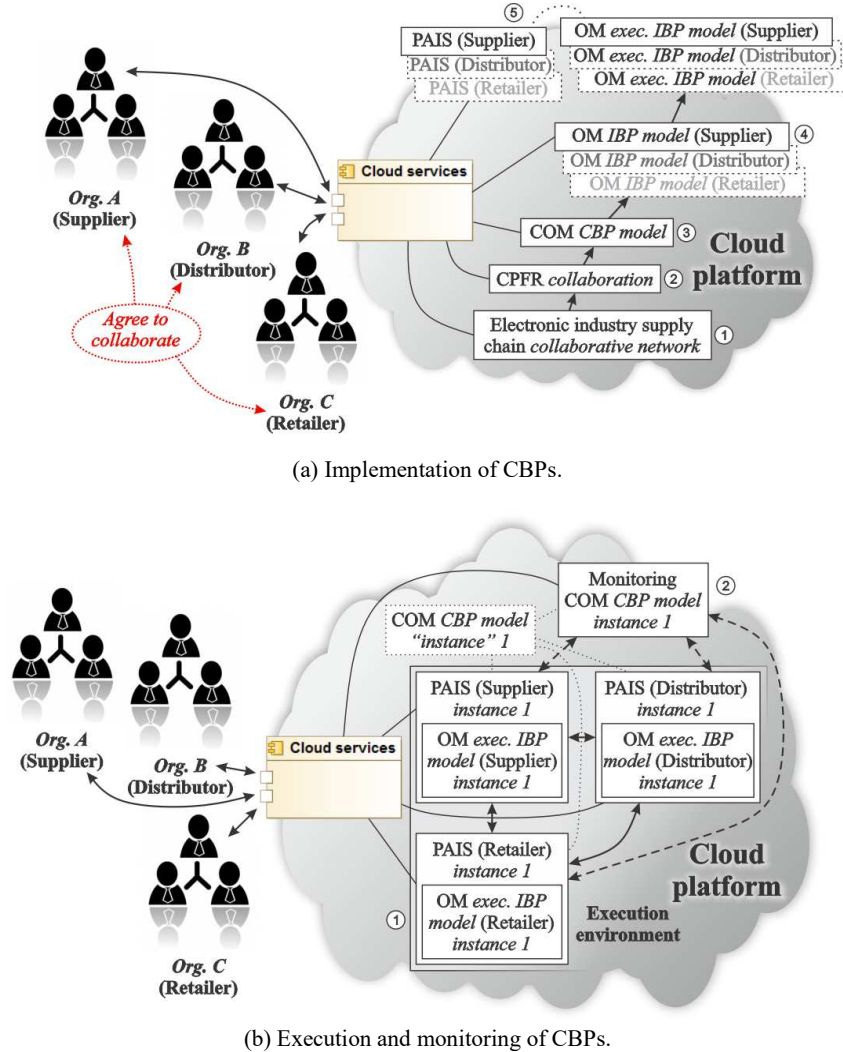 ⑤
PAIS (Supplier)
PAIS (Distributor)
PAIS (Retailer)
OM exec. IBP model (Supplier)
OM exec. IBP model (Distributor)
OM exec. IBP model (Retailer)
OM IBP model (Supplier)
④
OM IBP model (Distributor)
OM IBP model (Retailer)
Cloud services
COM CBP model
③
Cloud
platform
CPFR collaboration
②
Electronic industry supply
chain collaborative network
①
Org. A
(Supplier)
Org. B
(Distributor)
Agree to
collaborate
Org. C
(Retailer)
(a) Implementation of CBPs.
Monitoring
COM CBP model
instance 1
②
COM CBP model
“instance” 1
PAIS (Supplier)
instance 1
OM exec. IBP
model (Supplier)
instance 1
PAIS (Distributor)
instance 1
OM exec. IBP
model (Distributor)
instance 1
Org. A
(Supplier)
Org. B
(Distributor)
Cloud services
PAIS (Retailer)
instance 1
OM exec. IBP
model (Retailer)
instance 1
①
Execution
environment
Cloud
platform
Org. C
(Retailer)
(b) Execution and monitoring of CBPs.